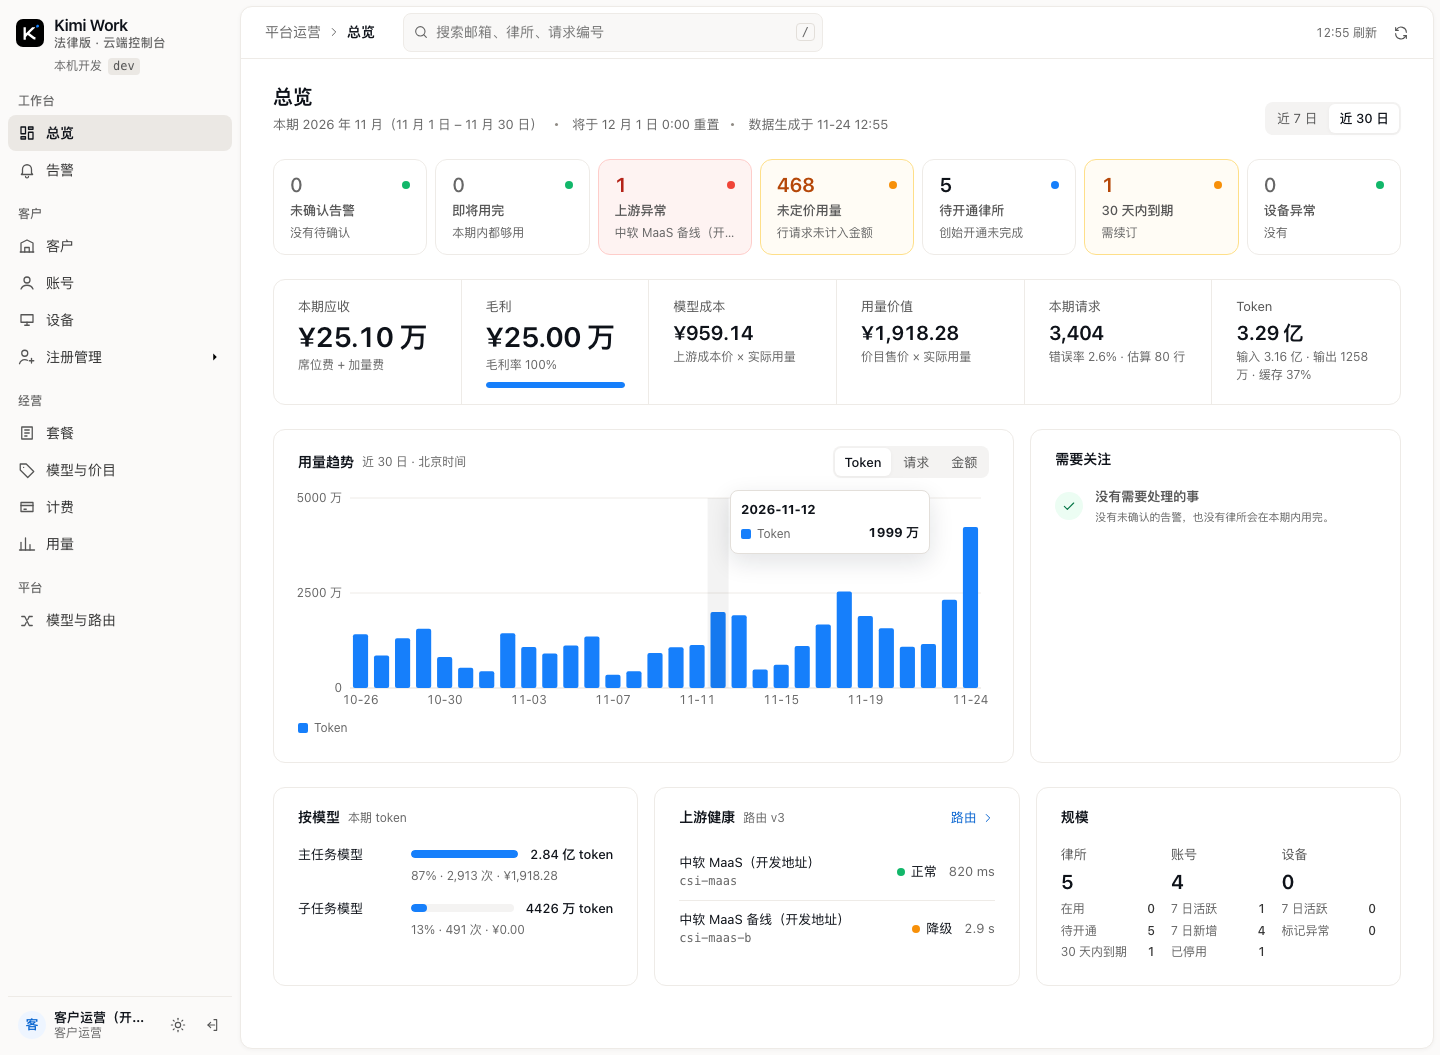 Kimi Work
法律版 · 云端控制台
本机开发 dev
工作台
总览
告警
客户
客户
账号
设备
注册管理
经营
套餐
模型与价目
计费
用量
平台
模型与路由
客 客户运营（开...
客户运营
平台运营 > 总览
搜索邮箱、律所、请求编号 /
12:55 刷新
总览
本期 2026 年 11 月（11 月 1 日 – 11 月 30 日） • 将于 12 月 1 日 0:00 重置 • 数据生成于 11-24 12:55
近 7 日 近 30 日
0
未确认告警
没有待确认
0
即将用完
本期内都够用
1
上游异常
中软 MaaS 备线（开...
468
未定价用量
行请求未计入金额
5
待开通律所
创始开通未完成
1
30 天内到期
需续订
0
设备异常
没有
本期应收
¥25.10 万
席位费 + 加量费
毛利
¥25.00 万
毛利率 100%
模型成本
¥959.14
上游成本价 × 实际用量
用量价值
¥1,918.28
价目售价 × 实际用量
本期请求
3,404
错误率 2.6% · 估算 80 行
Token
3.29 亿
输入 3.16 亿 · 输出 1258
万 · 缓存 37%
用量趋势 近 30 日 · 北京时间
Token 请求 金额
5000 万
2500 万
0
2026-11-12
Token 1999 万
10-26 10-30 11-03 11-07 11-11 11-15 11-19 11-24
Token
需要关注
没有需要处理的事
没有未确认的告警，也没有律所会在本期内用完。
按模型 本期 token
主任务模型 2.84 亿 token
87% · 2,913 次 · ¥1,918.28
子任务模型 4426 万 token
13% · 491 次 · ¥0.00
上游健康 路由 v3 路由 >
中软 MaaS（开发地址）
csi-maas
正常 820 ms
中软 MaaS 备线（开发地址）
csi-maas-b
降级 2.9 s
规模
律所 账号 设备
5 4 0
在用 0 7 日活跃 1 7 日活跃 0
待开通 5 7 日新增 4 标记异常 0
30 天内到期 1 已停用 1